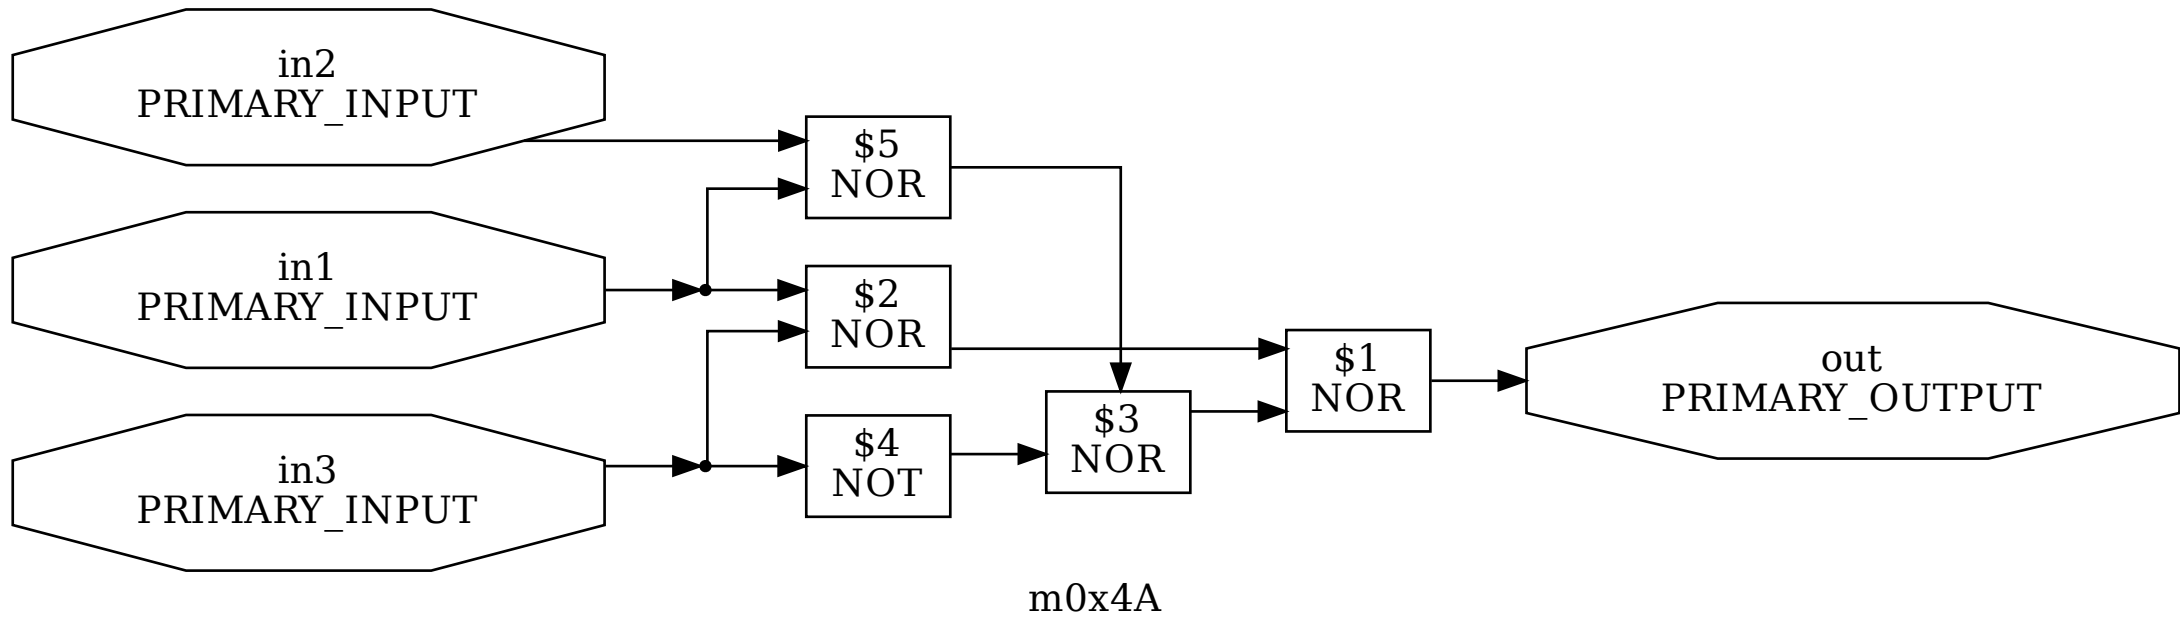 in2
PRIMARY_INPUT
$5
NOR
in1
PRIMARY_INPUT
$2
NOR
in3
PRIMARY_INPUT
$4
NOT
$3
NOR
$1
NOR
out
PRIMARY_OUTPUT
m0x4A